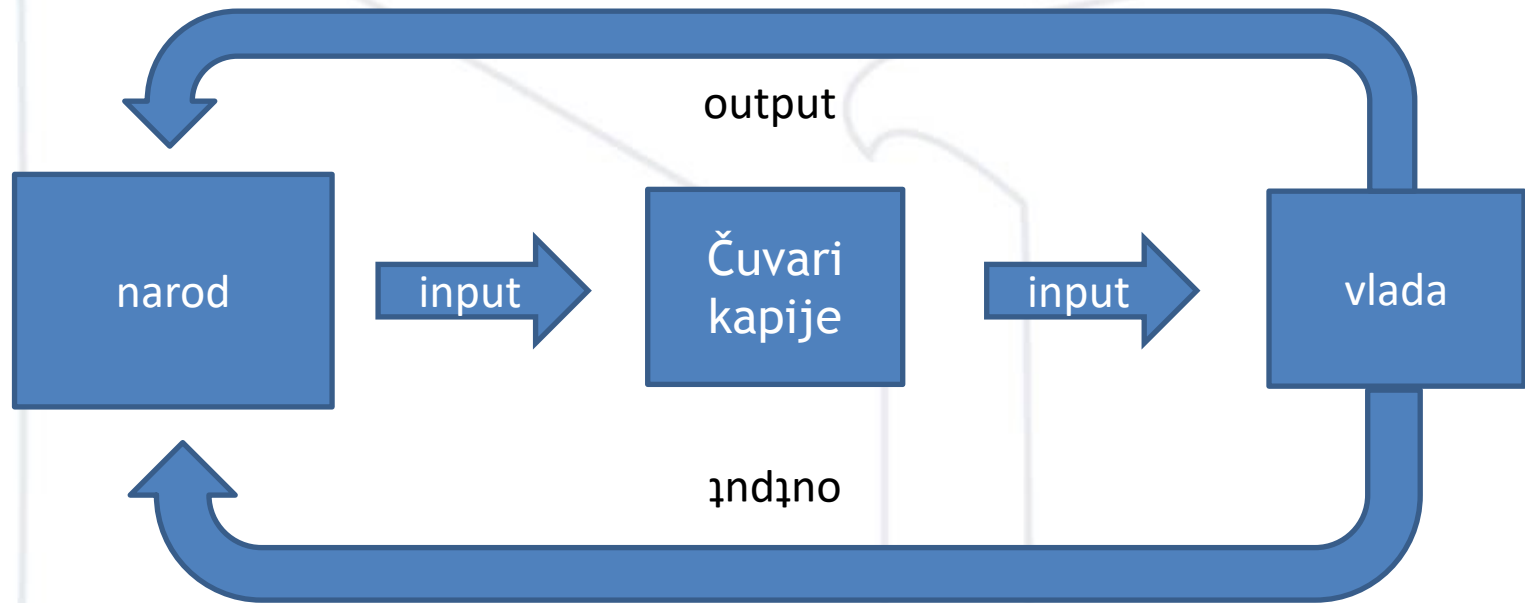 output
narod
input
Čuvari
kapije
input
vlada
output